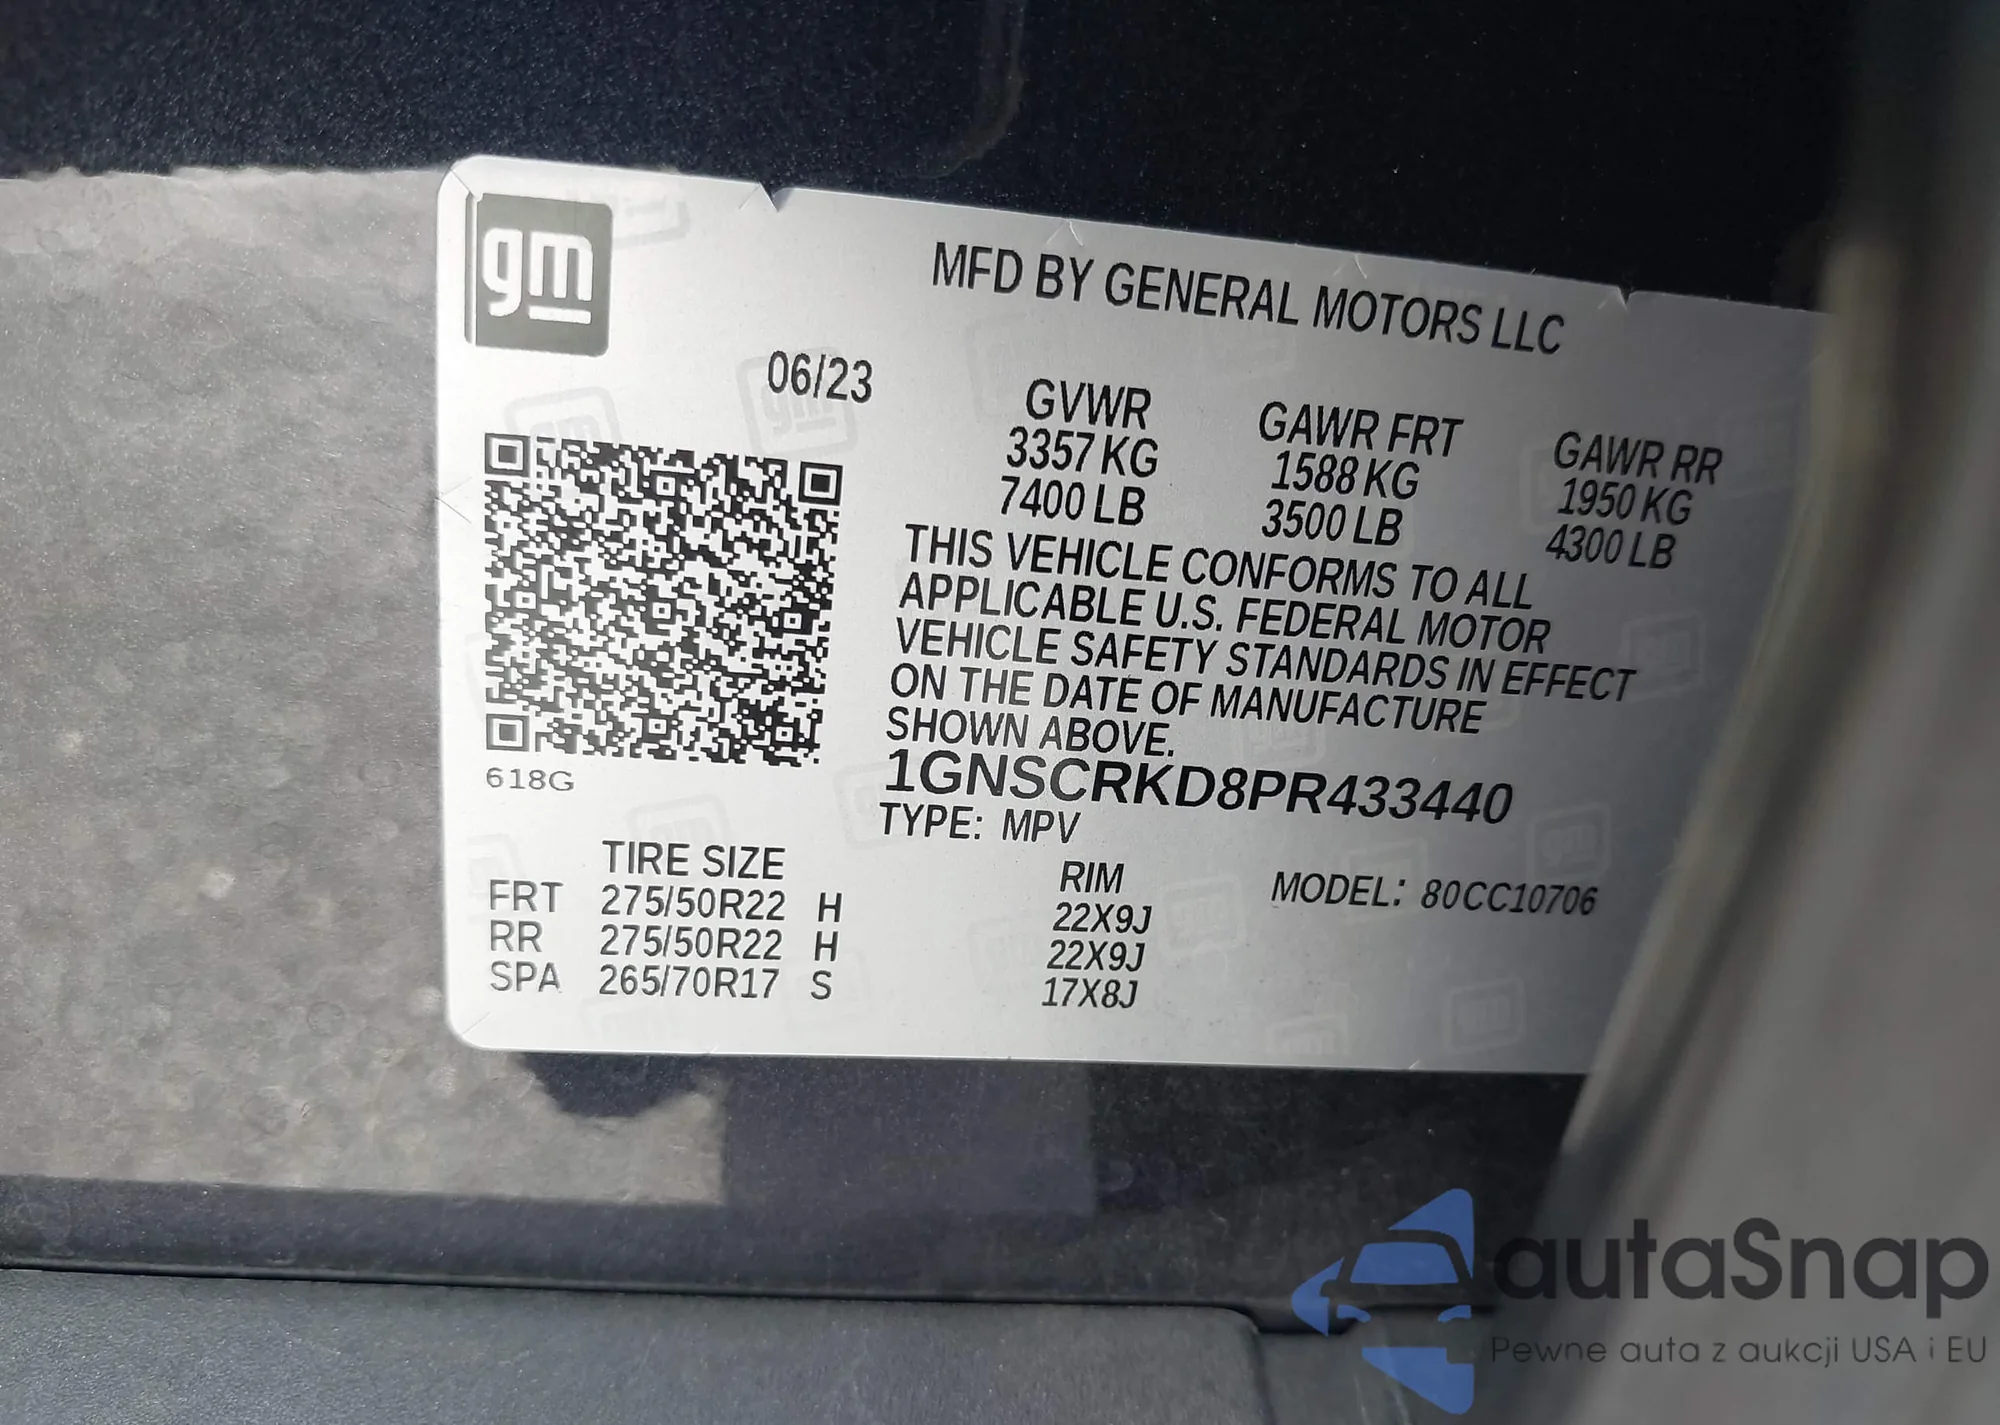 gm
MFD BY GENERAL MOTORS LLC
06/23
GVWR GAWR FRT GAWR RR
3357 KG 1588 KG 1950 KG
7400 LB 3500 LB 4300 LB
THIS VEHICLE CONFORMS TO ALL
APPLICABLE U.S. FEDERAL MOTOR
VEHICLE SAFETY STANDARDS IN EFFECT
ON THE DATE OF MANUFACTURE
SHOWN ABOVE.
1GNSCRKD8PR433440
TYPE: MPV
618G
TIRE SIZE RIM MODEL: 80CC10706
FRT 275/50R22 H 22X9J
RR 275/50R22 H 22X9J
SPA 265/70R17 S 17X8J
autaSnap
Pewne auta z aukcji USA i EU